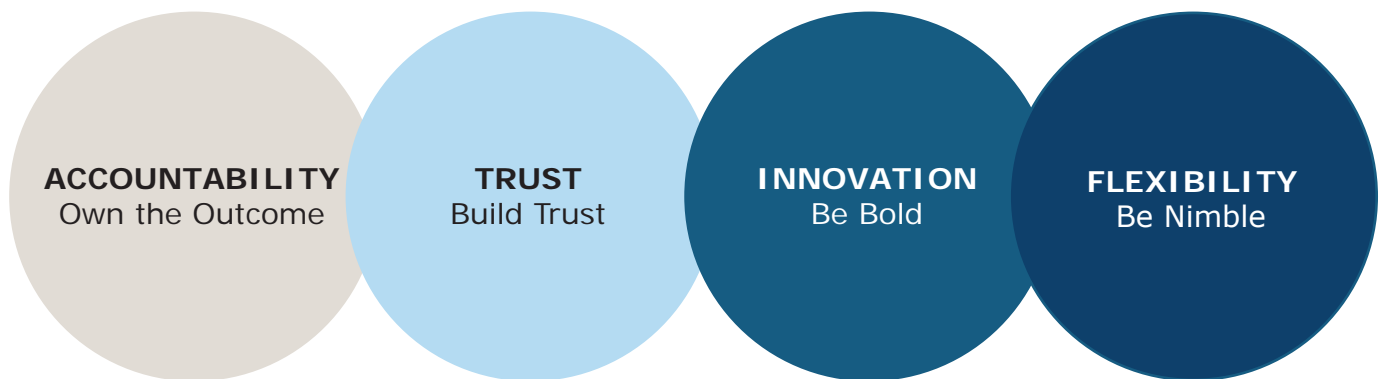 ACCOUNTABILITY
Own the Outcome
TRUST
Build Trust
INNOVATION
Be Bold
FLEXIBILITY
Be Nimble